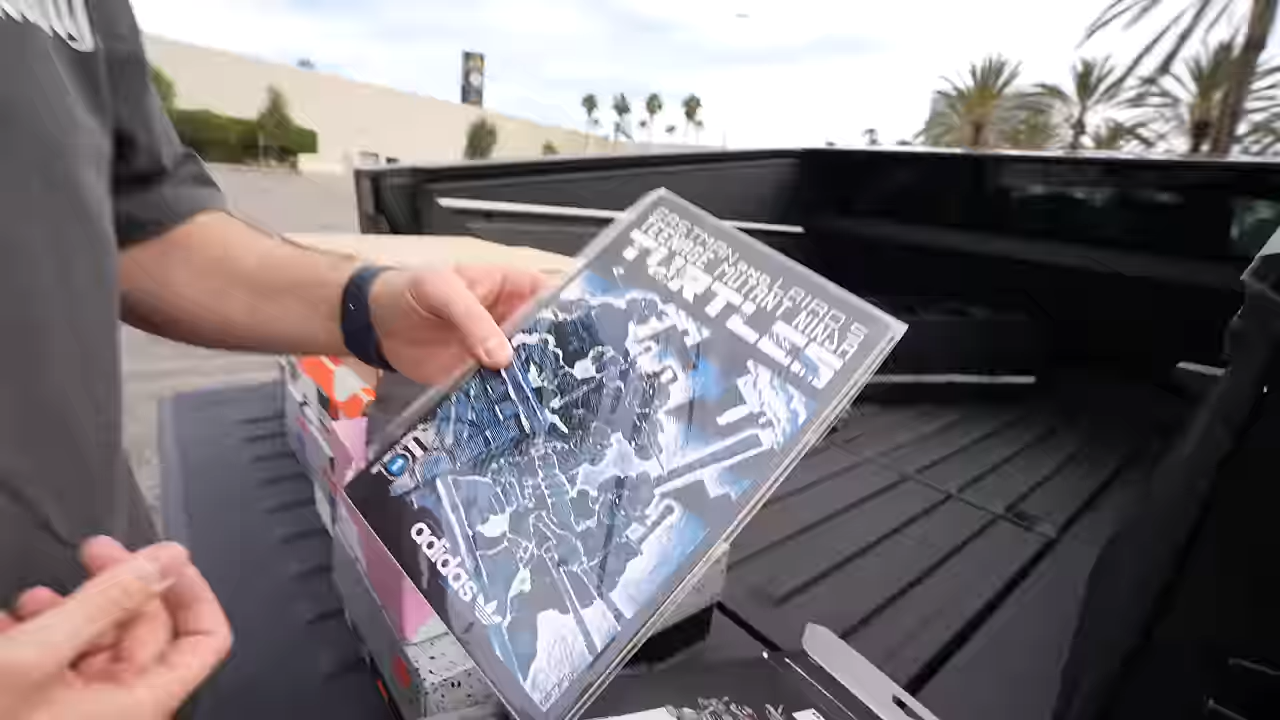 EASTMAN AND LAIRD'S
TEENAGE MUTANT NINJA
TURTLES
adidas